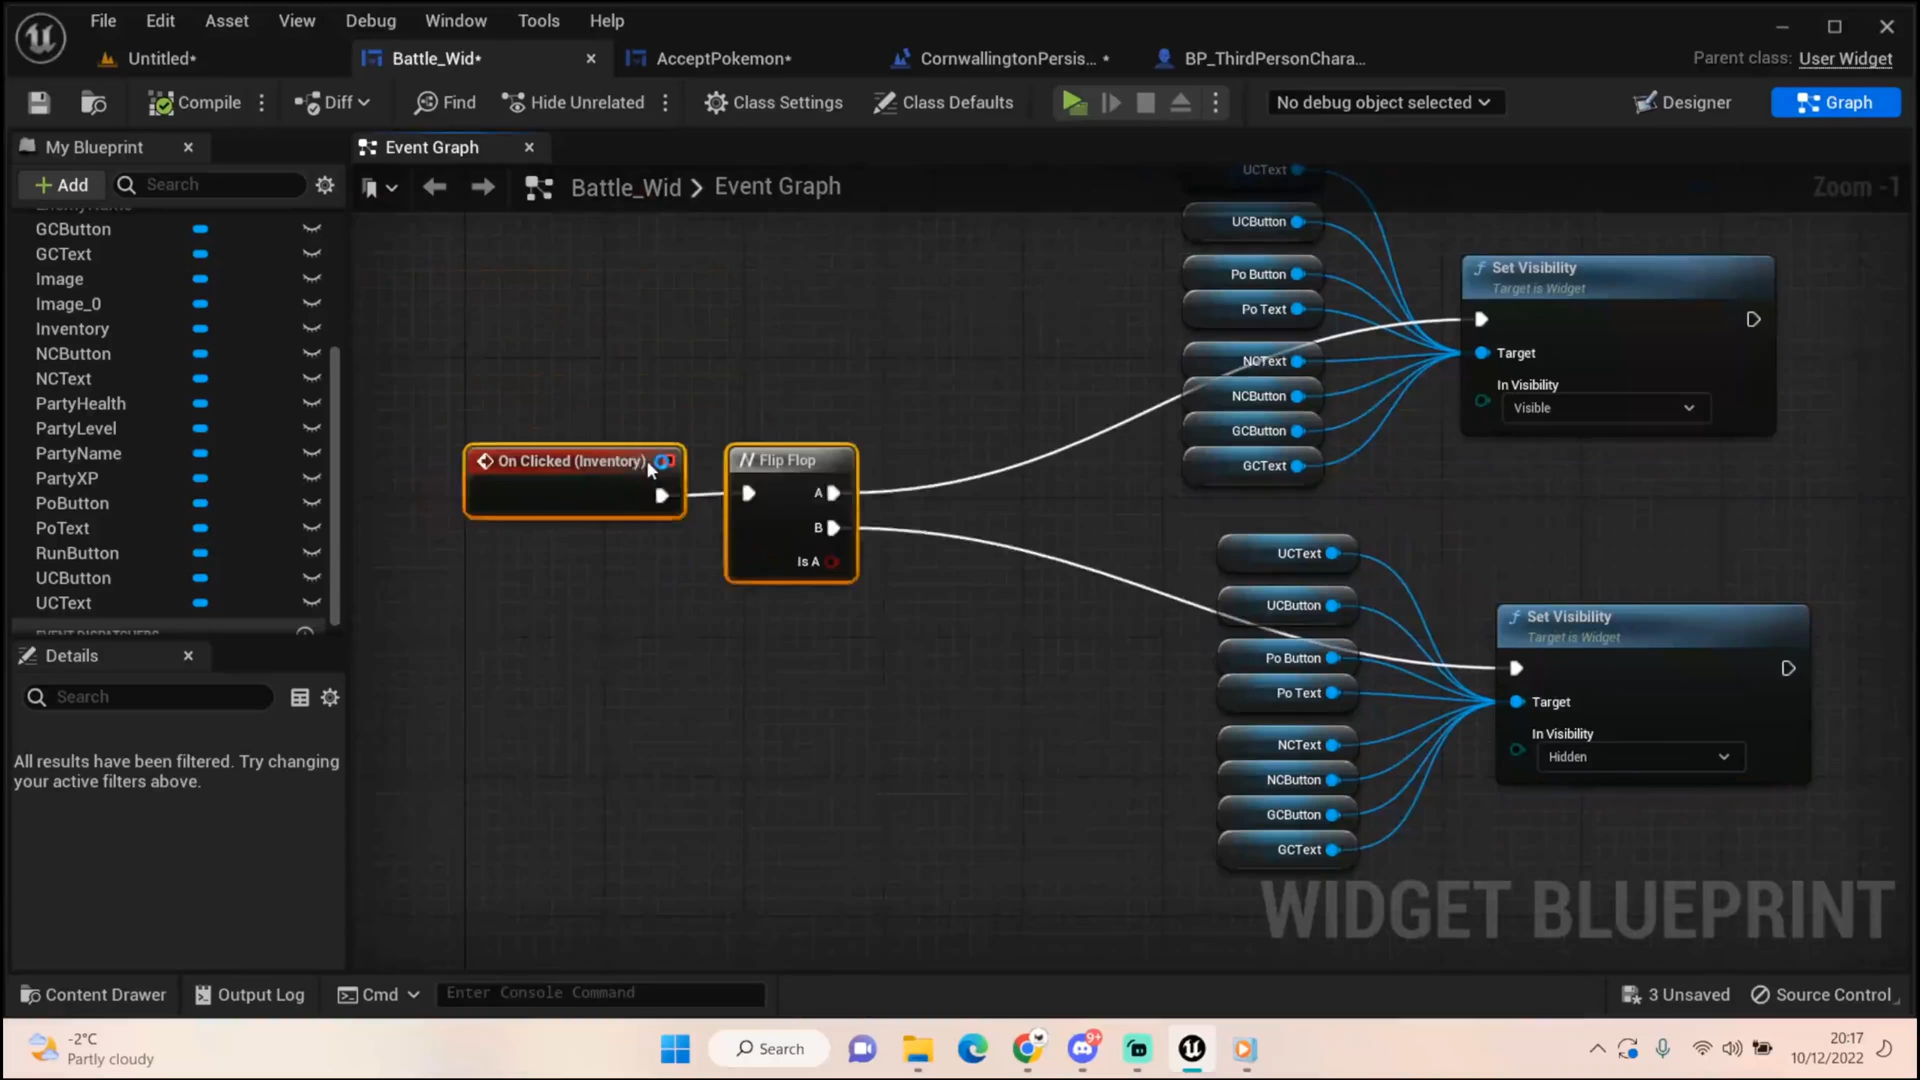 File Edit Asset View Debug Window Tools Help
Untitled* Battle_Wid* AcceptPokemon* CornwallingtonPersis... * BP_ThirdPersonChara... Parent class: User Widget
Compile Diff Find Hide Unrelated Class Settings Class Defaults No debug object selected Designer Graph
My Blueprint Event Graph
Add Search Battle_Wid > Event Graph Zoom -1
GCButton
GCText
Image
Image_0
Inventory
NCButton
NCText
PartyHealth
PartyLevel
PartyName
PartyXP
PoButton
PoText
RunButton
UCButton
UCText
EVENT DISPATCHERS
Details
Search
All results have been filtered. Try changing
your active filters above.
On Clicked (Inventory)
Flip Flop
A
B
Is A
UCText
UCButton
Po Button
Po Text
NCText
NCButton
GCButton
GCText
Set Visibility
Target is Widget
Target
In Visibility
Visible
UCText
UCButton
Po Button
Po Text
NCText
NCButton
GCButton
GCText
Set Visibility
Target is Widget
Target
In Visibility
Hidden
WIDGET BLUEPRINT
Content Drawer Output Log Cmd Enter Console Command 3 Unsaved Source Control
-2°C
Partly cloudy
Search
9+
20:17
10/12/2022